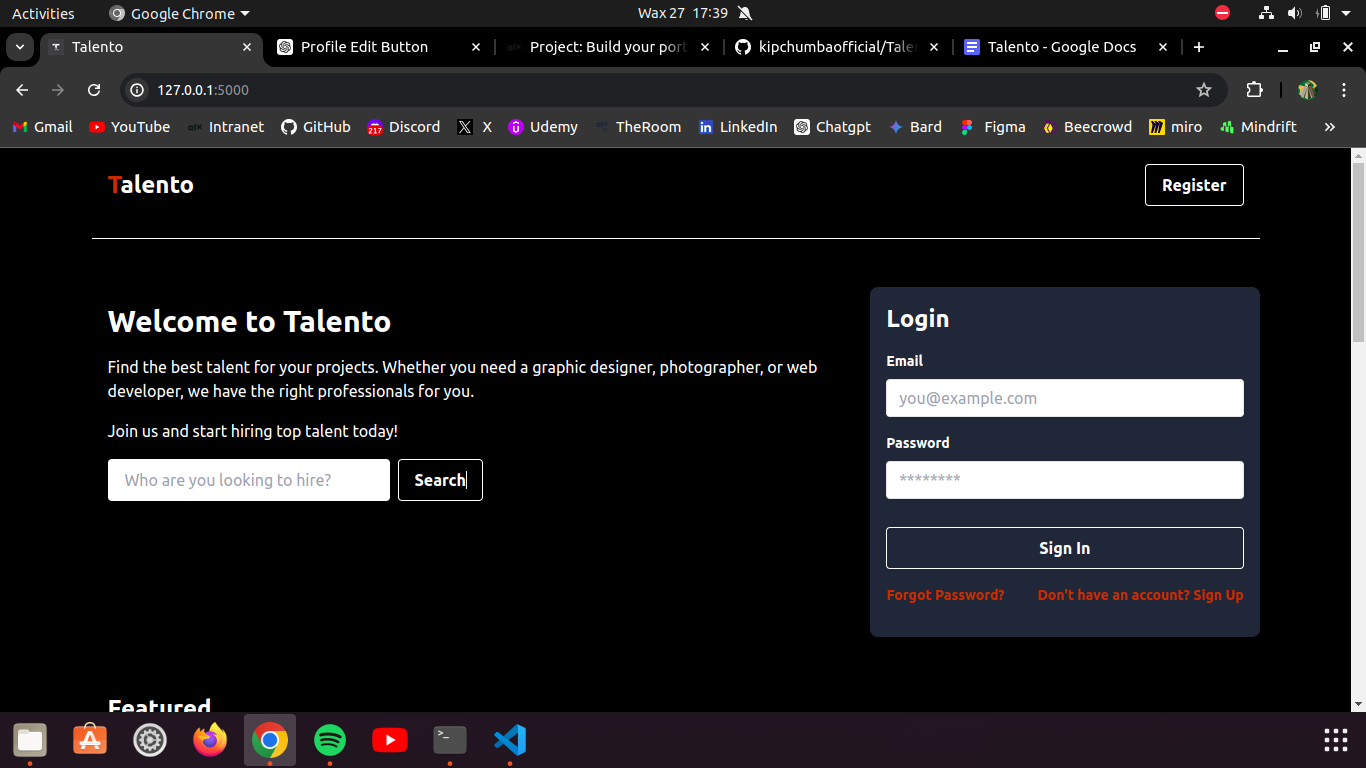 Activities
Google Chrome
Wax 27 17:39
Talento
Profile Edit Button
Project: Build your port
kipchumbaofficial/Tale
Talento - Google Docs
127.0.0.1:5000
Gmail
YouTube
Intranet
GitHub
217
Discord
X
Udemy
TheRoom
LinkedIn
Chatgpt
Bard
Figma
Beecrowd
miro
Mindrift
Talento
Register
Welcome to Talento
Find the best talent for your projects. Whether you need a graphic designer, photographer, or web
developer, we have the right professionals for you.
Join us and start hiring top talent today!
Who are you looking to hire?
Search
Login
Email
you@example.com
Password
********
Sign In
Forgot Password?
Don't have an account? Sign Up
Featured